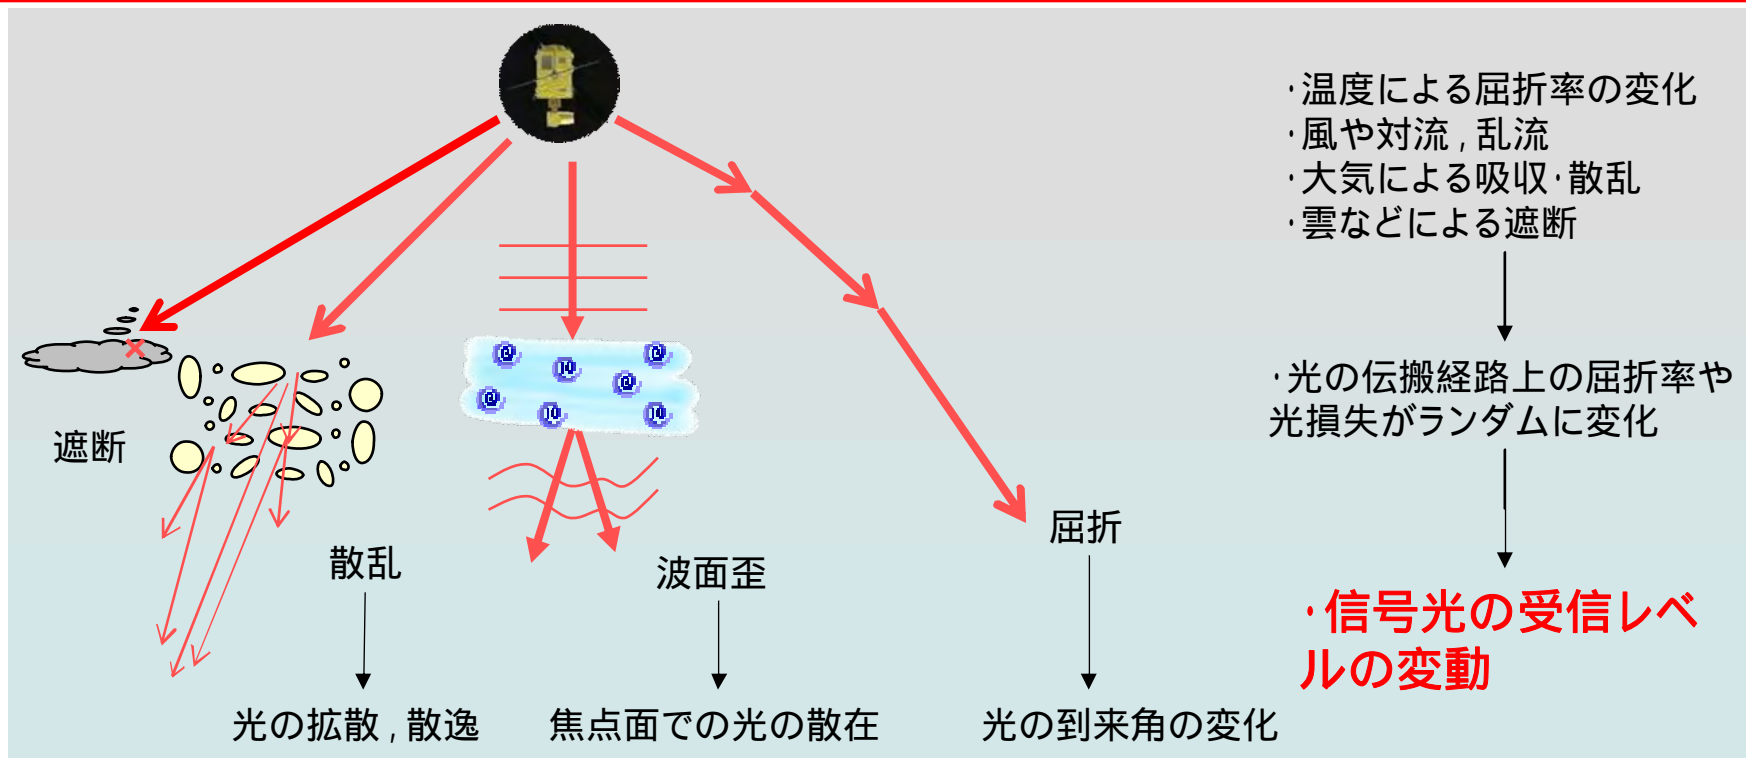 ・温度による屈折率の変化
・風や対流,乱流
・大気による吸収・散乱
・雲などによる遮断
・光の伝搬経路上の屈折率や
光損失がランダムに変化
・信号光の受信レベ
ルの変動
遮断
散乱
波面歪
屈折
光の拡散,散逸
焦点面での光の散在
光の到来角の変化